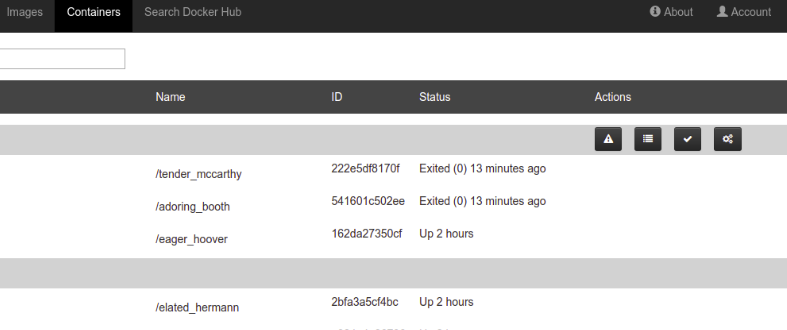 Images Containers Search Docker Hub About Account
Name ID Status Actions
/tender_mccarthy 222e5df8170f Exited (0) 13 minutes ago
/adoring_booth 541601c502ee Exited (0) 13 minutes ago
/eager_hoover 162da27350cf Up 2 hours
/elated_hermann 2bfa3a5cf4bc Up 2 hours